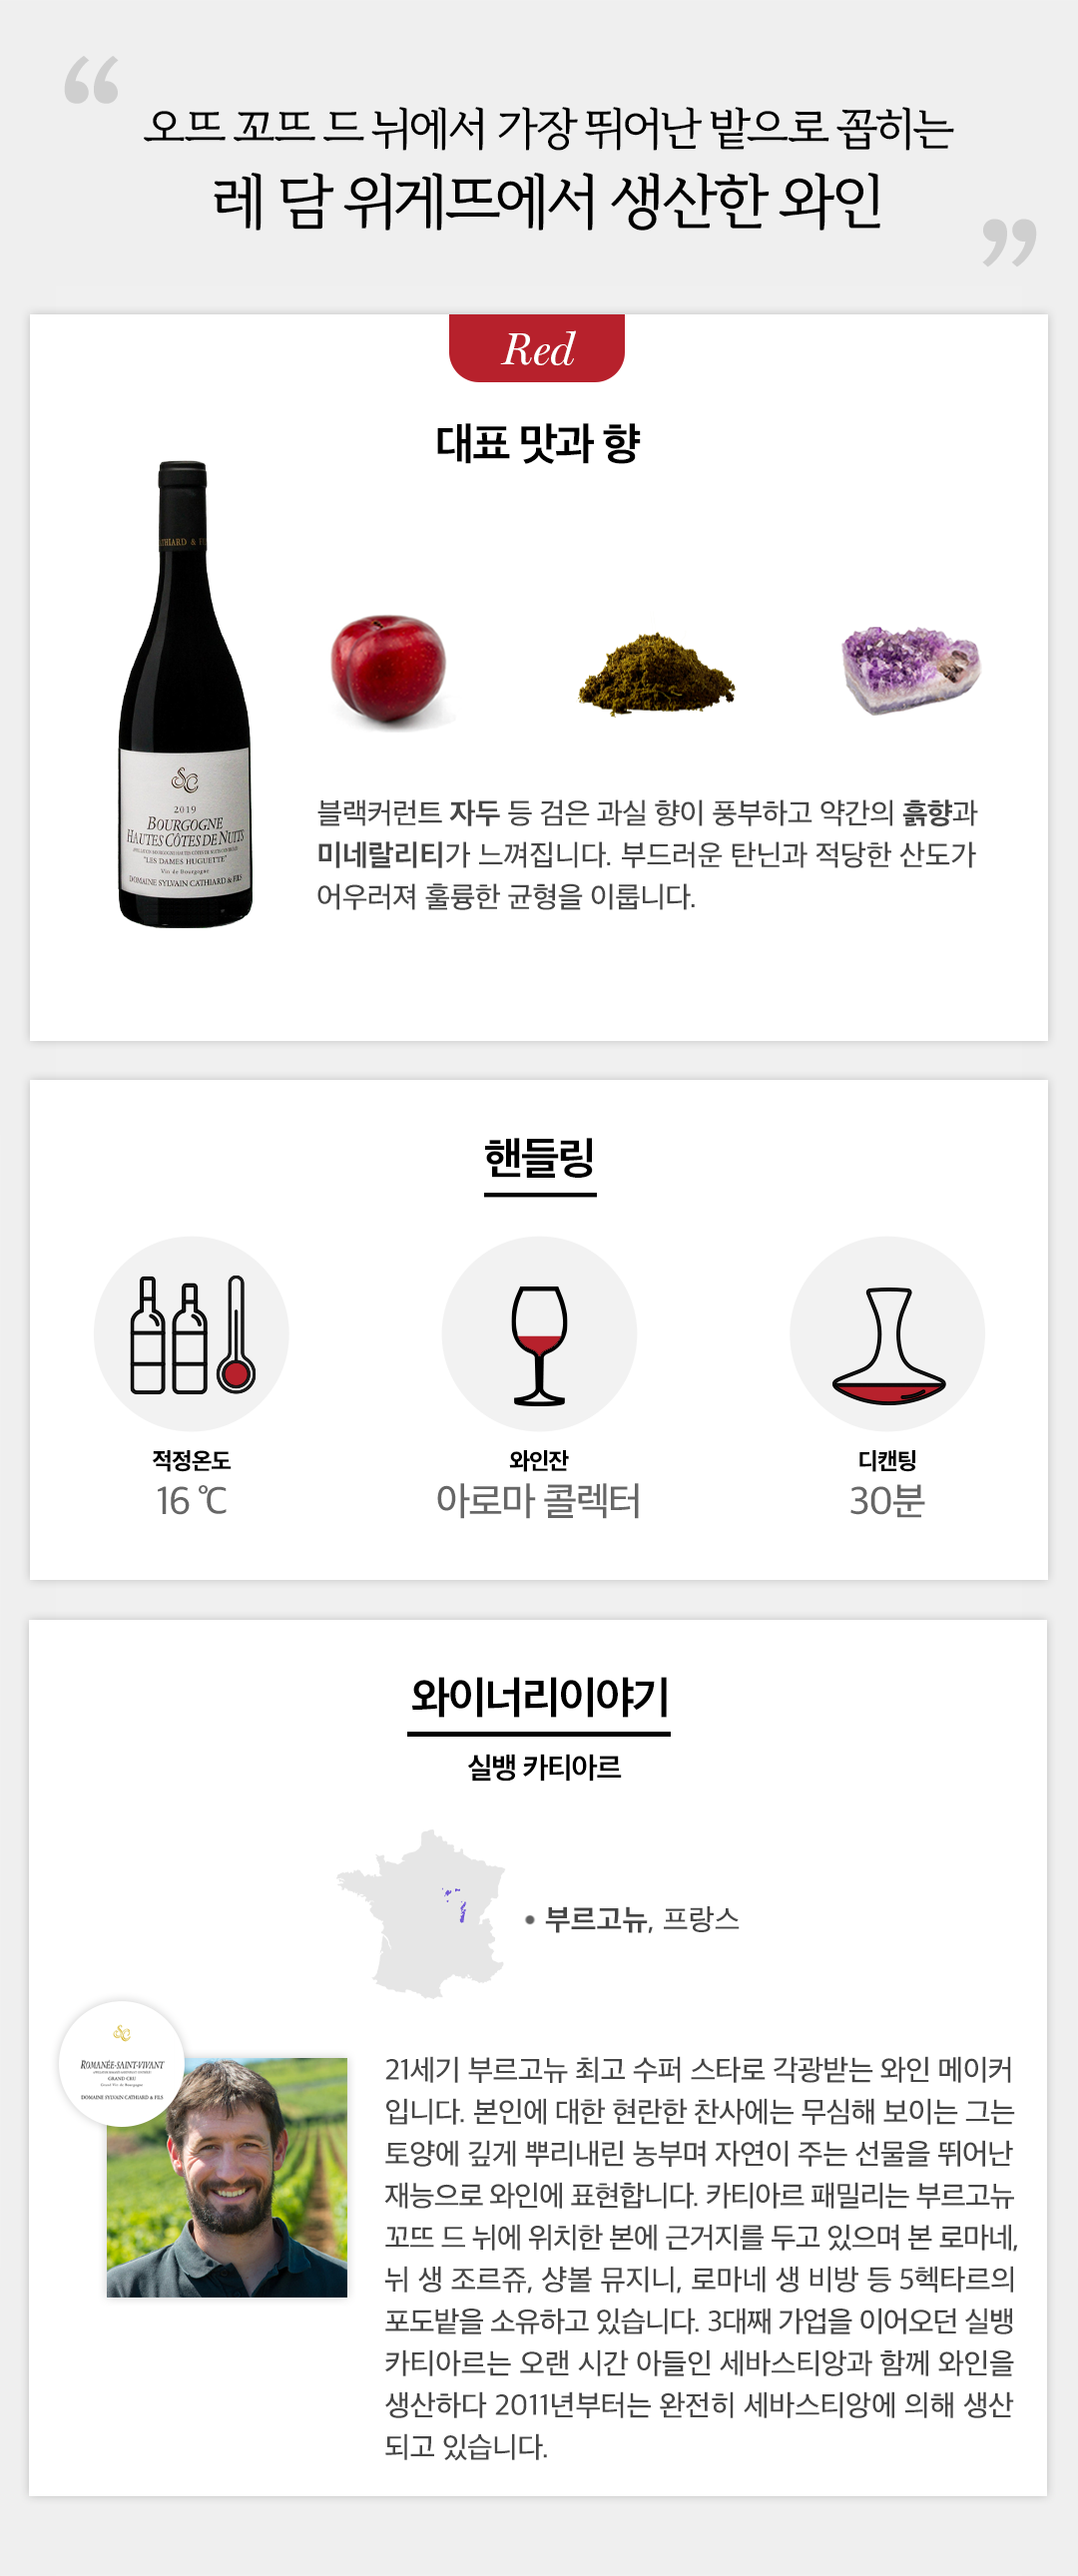 “
오뜨 꼬뜨 드 뉘에서 가장 뛰어난 밭으로 꼽히는
레 담 위게뜨에서 생산한 와인
”
Red
대표 맛과 향
THIARD & FI
SC
2019
BOURGOGNE
HAUTES CÔTES DE NUITS
"LES DAMES HUGUETTE"
Vin de Bourgogne
DOMAINE SYLVAIN CATHIARD & FILS
블랙커런트 자두 등 검은 과실 향이 풍부하고 약간의 흙향과
미네랄리티가 느껴집니다. 부드러운 탄닌과 적당한 산도가
어우러져 훌륭한 균형을 이룹니다.
핸들링
적정온도
16 ℃
와인잔
아로마 콜렉터
디캔팅
30분
와이너리이야기
실뱅 카티아르
• 부르고뉴, 프랑스
SC
ROMANÉE-SAINT-VIVANT
GRAND CRU
Grand Vin de Bourgogne
DOMAINE SYLVAIN CATHIARD & FILS
21세기 부르고뉴 최고 수퍼 스타로 각광받는 와인 메이커
입니다. 본인에 대한 현란한 찬사에는 무심해 보이는 그는
토양에 깊게 뿌리내린 농부며 자연이 주는 선물을 뛰어난
재능으로 와인에 표현합니다. 카티아르 패밀리는 부르고뉴
꼬뜨 드 뉘에 위치한 본에 근거지를 두고 있으며 본 로마네,
뉘 생 조르쥬, 샹볼 뮤지니, 로마네 생 비방 등 5헥타르의
포도밭을 소유하고 있습니다. 3대째 가업을 이어오던 실뱅
카티아르는 오랜 시간 아들인 세바스티앙과 함께 와인을
생산하다 2011년부터는 완전히 세바스티앙에 의해 생산
되고 있습니다.